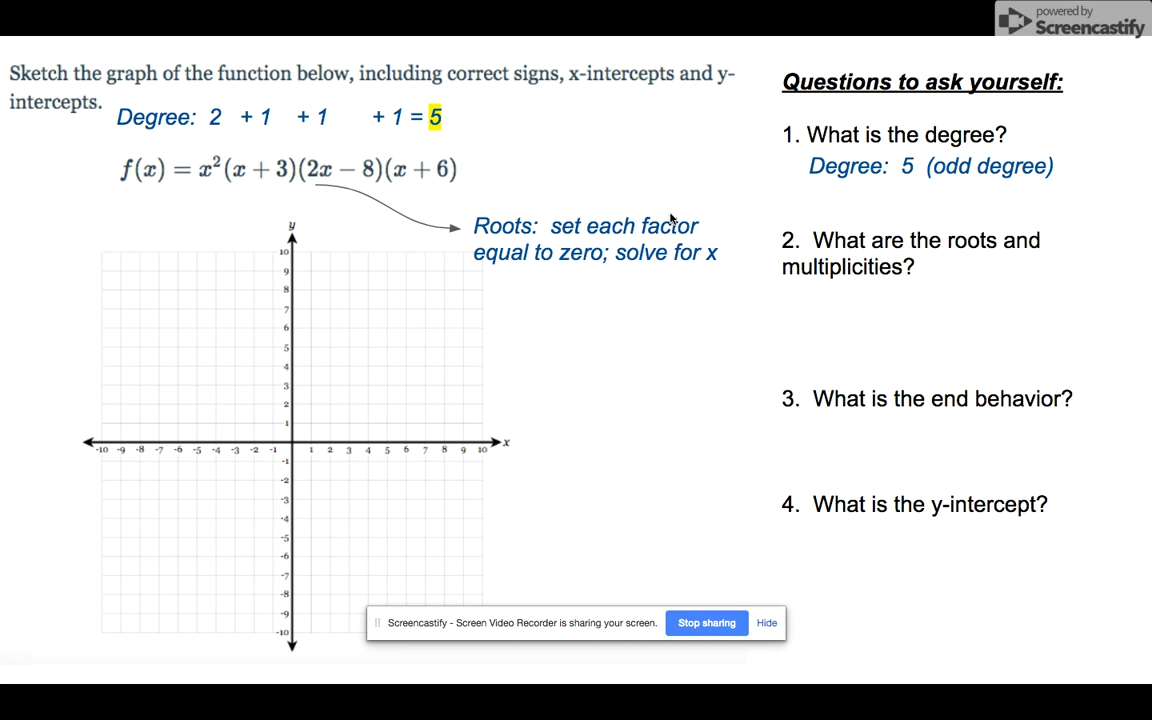 powered by
Screencastify
Sketch the graph of the function below, including correct signs, x-intercepts and y-
intercepts.
Degree: 2 + 1 + 1 + 1 = 5
f(x) = x²(x + 3)(2x − 8)(x + 6)
Roots: set each factor
equal to zero; solve for x
Questions to ask yourself:
1. What is the degree?
Degree: 5 (odd degree)
2. What are the roots and
multiplicities?
3. What is the end behavior?
4. What is the y-intercept?
y
10
9
8
7
6
5
4
3
2
1
-10 -9 -8 -7 -6 -5 -4 -3 -2 -1 1 2 3 4 5 6 7 8 9 10 x
-1
-2
-3
-4
-5
-6
-7
-8
-9
-10
Screencastify - Screen Video Recorder is sharing your screen. Stop sharing Hide